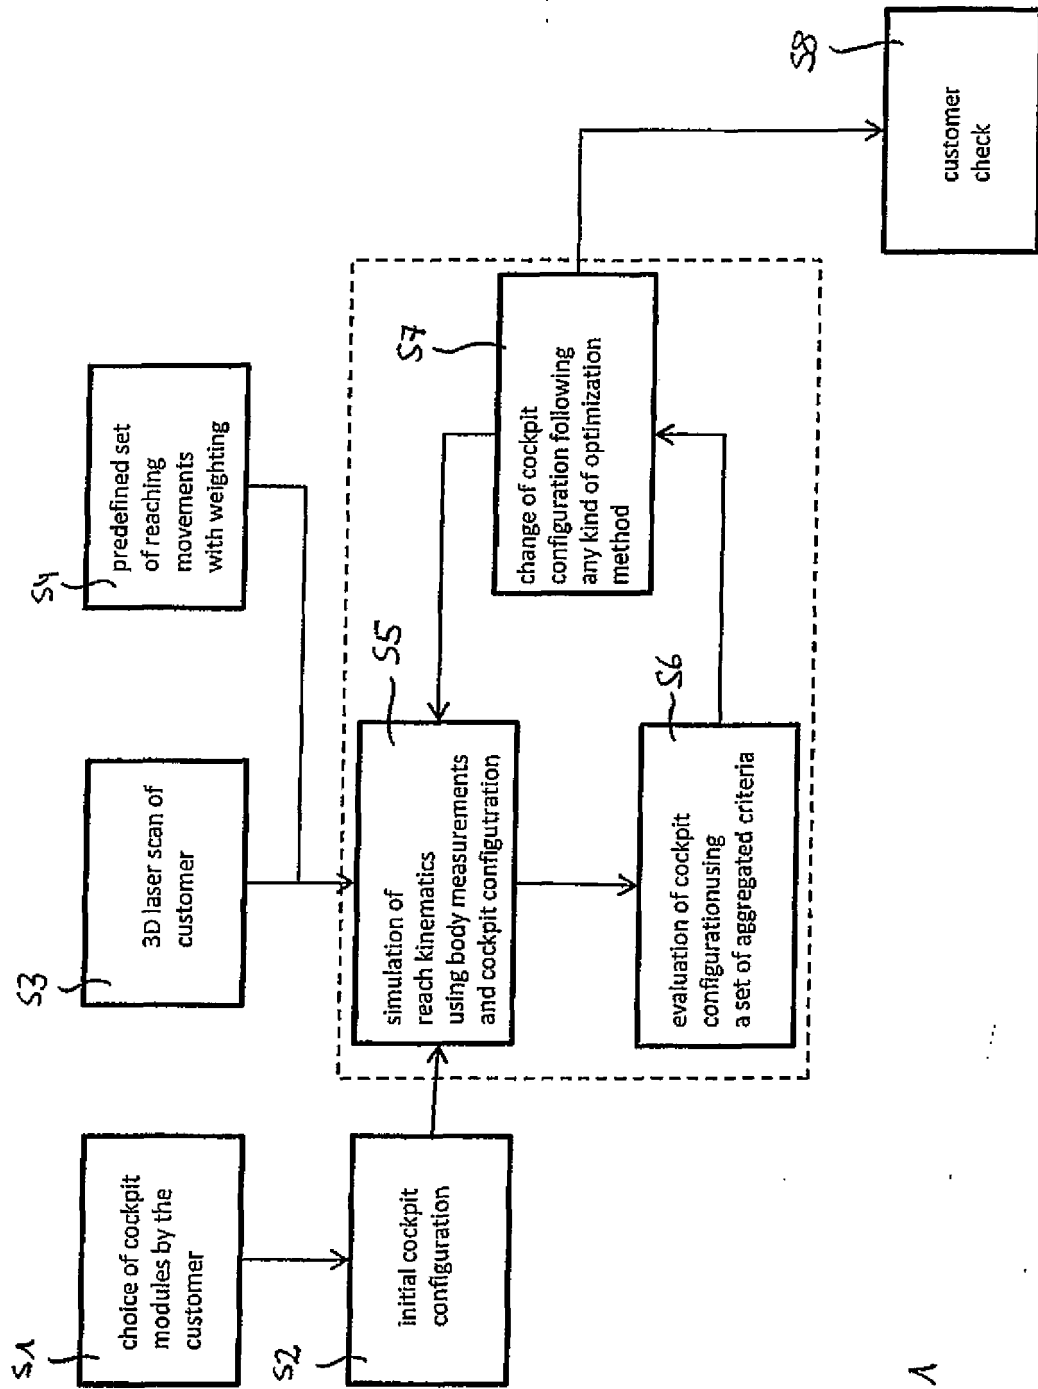 S1
choice of cockpit
modules by the
customer
S2
initial cockpit
configuration
S3
3D laser scan of
customer
S4
predefined set
of reaching
movements
with weighting
S5
simulation of
reach kinematics
using body measurements
and cockpit configutration
S6
evaluation of cockpit
configurationusing
a set of aggregated criteria
S7
change of cockpit
configuration following
any kind of optimization
method
S8
customer
check
1